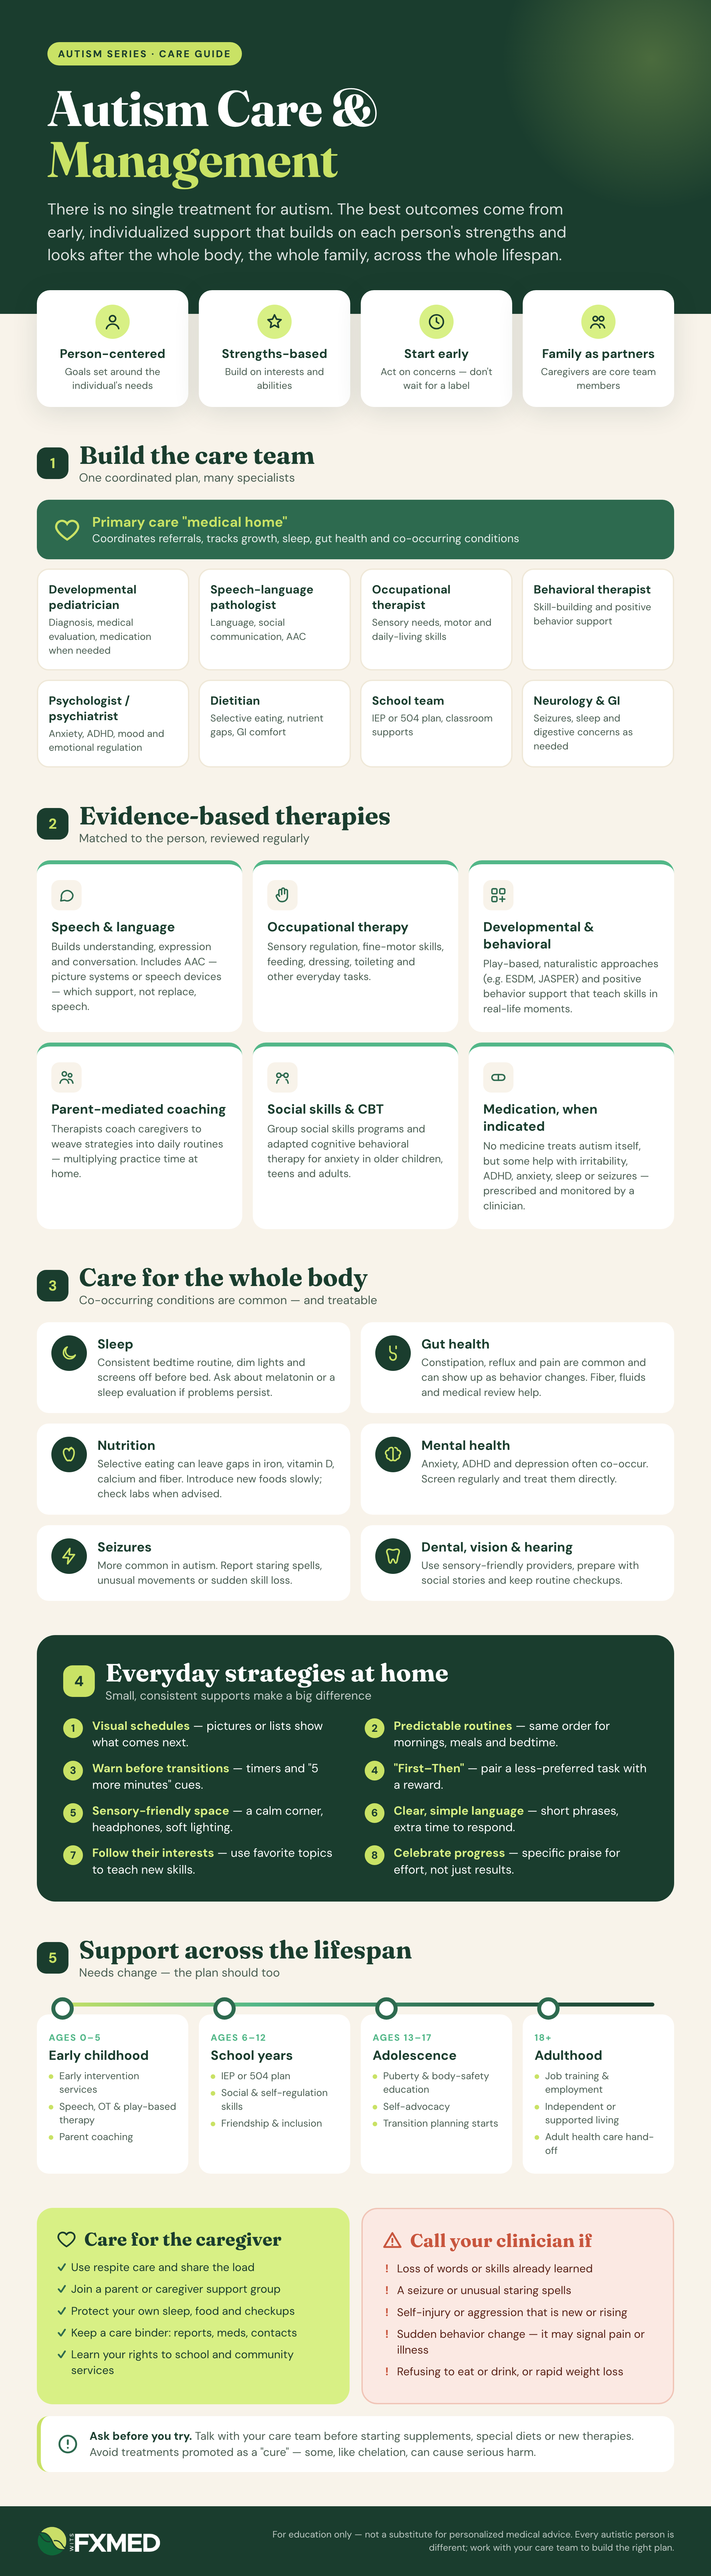 AUTISM SERIES · CARE GUIDE
Autism Care &
Management
There is no single treatment for autism. The best outcomes come from
early, individualized support that builds on each person's strengths and
looks after the whole body, the whole family, across the whole lifespan.
Person-centered
Goals set around the
individual's needs
Strengths-based
Build on interests and
abilities
Start early
Act on concerns — don't
wait for a label
Family as partners
Caregivers are core team
members
1
Build the care team
One coordinated plan, many specialists
Primary care "medical home"
Coordinates referrals, tracks growth, sleep, gut health and co-occurring conditions
Developmental
pediatrician
Diagnosis, medical
evaluation, medication
when needed
Speech-language
pathologist
Language, social
communication, AAC
Occupational
therapist
Sensory needs, motor and
daily-living skills
Behavioral therapist
Skill-building and positive
behavior support
Psychologist /
psychiatrist
Anxiety, ADHD, mood and
emotional regulation
Dietitian
Selective eating, nutrient
gaps, GI comfort
School team
IEP or 504 plan, classroom
supports
Neurology & GI
Seizures, sleep and
digestive concerns as
needed
2
Evidence-based therapies
Matched to the person, reviewed regularly
Speech & language
Builds understanding, expression
and conversation. Includes AAC —
picture systems or speech devices
— which support, not replace,
speech.
Occupational therapy
Sensory regulation, fine-motor skills,
feeding, dressing, toileting and
other everyday tasks.
Developmental &
behavioral
Play-based, naturalistic approaches
(e.g. ESDM, JASPER) and positive
behavior support that teach skills in
real-life moments.
Parent-mediated coaching
Therapists coach caregivers to
weave strategies into daily routines
— multiplying practice time at
home.
Social skills & CBT
Group social skills programs and
adapted cognitive behavioral
therapy for anxiety in older children,
teens and adults.
Medication, when
indicated
No medicine treats autism itself,
but some help with irritability,
ADHD, anxiety, sleep or seizures —
prescribed and monitored by a
clinician.
3
Care for the whole body
Co-occurring conditions are common — and treatable
Sleep
Consistent bedtime routine, dim lights and
screens off before bed. Ask about melatonin or a
sleep evaluation if problems persist.
Gut health
Constipation, reflux and pain are common and
can show up as behavior changes. Fiber, fluids
and medical review help.
Nutrition
Selective eating can leave gaps in iron, vitamin D,
calcium and fiber. Introduce new foods slowly;
check labs when advised.
Mental health
Anxiety, ADHD and depression often co-occur.
Screen regularly and treat them directly.
Seizures
More common in autism. Report staring spells,
unusual movements or sudden skill loss.
Dental, vision & hearing
Use sensory-friendly providers, prepare with
social stories and keep routine checkups.
4
Everyday strategies at home
Small, consistent supports make a big difference
1
Visual schedules — pictures or lists show
what comes next.
2
Predictable routines — same order for
mornings, meals and bedtime.
3
Warn before transitions — timers and "5
more minutes" cues.
4
"First–Then" — pair a less-preferred task with
a reward.
5
Sensory-friendly space — a calm corner,
headphones, soft lighting.
6
Clear, simple language — short phrases,
extra time to respond.
7
Follow their interests — use favorite topics
to teach new skills.
8
Celebrate progress — specific praise for
effort, not just results.
5
Support across the lifespan
Needs change — the plan should too
AGES 0–5
Early childhood
Early intervention
services
Speech, OT & play-based
therapy
Parent coaching
AGES 6–12
School years
IEP or 504 plan
Social & self-regulation
skills
Friendship & inclusion
AGES 13–17
Adolescence
Puberty & body-safety
education
Self-advocacy
Transition planning starts
18+
Adulthood
Job training &
employment
Independent or
supported living
Adult health care hand-
off
Care for the caregiver
Use respite care and share the load
Join a parent or caregiver support group
Protect your own sleep, food and checkups
Keep a care binder: reports, meds, contacts
Learn your rights to school and community
services
Call your clinician if
! Loss of words or skills already learned
! A seizure or unusual staring spells
! Self-injury or aggression that is new or rising
! Sudden behavior change — it may signal pain or
illness
! Refusing to eat or drink, or rapid weight loss
Ask before you try. Talk with your care team before starting supplements, special diets or new therapies.
Avoid treatments promoted as a "cure" — some, like chelation, can cause serious harm.
FXMED
For education only — not a substitute for personalized medical advice. Every autistic person is
different; work with your care team to build the right plan.